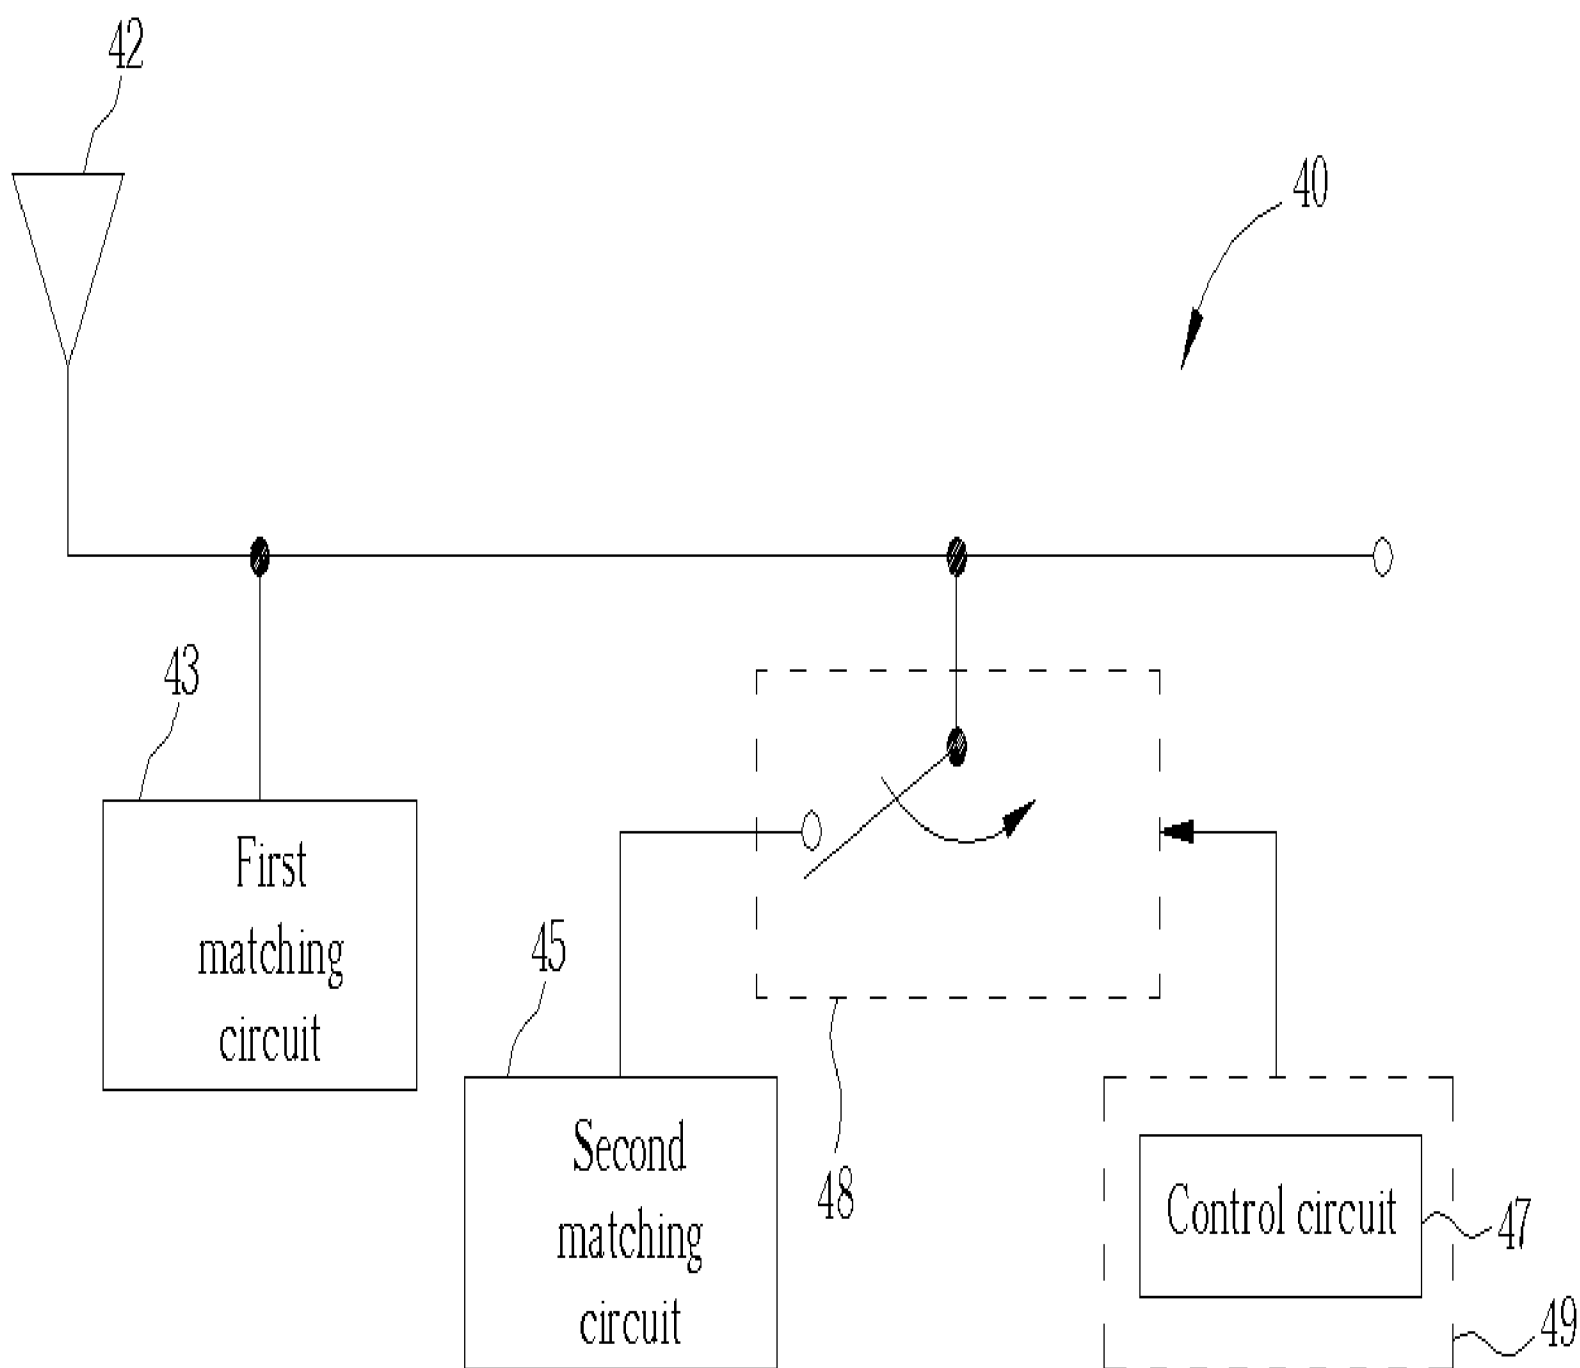 42
40
43
First
matching
circuit
45
Second
matching
circuit
48
Control circuit
47
49